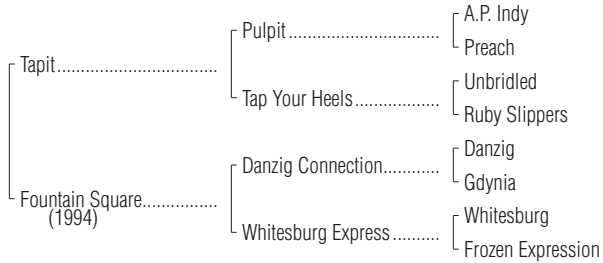 A.P. Indy
Pulpit................................
Preach
Tapit..................................
Unbridled
Tap Your Heels..................
Ruby Slippers
Danzig
Danzig Connection............
Gdynia
Fountain Square................
(1994)
Whitesburg
Whitesburg Express..........
Frozen Expression